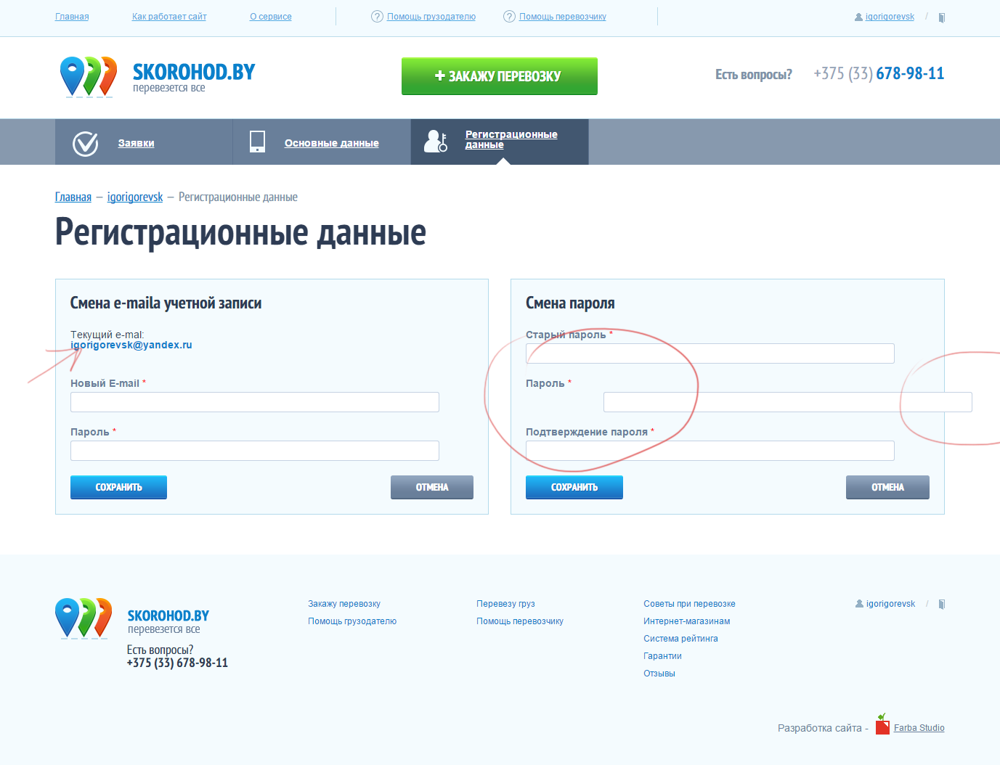 Главная Как работает сайт О сервисе Помощь грузодателю Помощь перевозчику igorigorevsk /
SKOROHOD.BY
перевезется все
+ ЗАКАЖУ ПЕРЕВОЗКУ
Есть вопросы? +375 (33) 678-98-11
Заявки
Основные данные
Регистрационные
данные
Главная — igorigorevsk — Регистрационные данные
Регистрационные данные
Смена e-maila учетной записи
Текущий e-mal:
igorigorevsk@yandex.ru
Новый E-mail *
Пароль *
СОХРАНИТЬ ОТМЕНА
Смена пароля
Старый пароль *
Пароль *
Подтверждение пароля *
СОХРАНИТЬ ОТМЕНА
SKOROHOD.BY
перевезется все
Есть вопросы?
+375 (33) 678-98-11
Закажу перевозку
Помощь грузодателю
Перевезу груз
Помощь перевозчику
Советы при перевозке
Интернет-магазинам
Система рейтинга
Гарантии
Отзывы
igorigorevsk /
Разработка сайта - Farba Studio